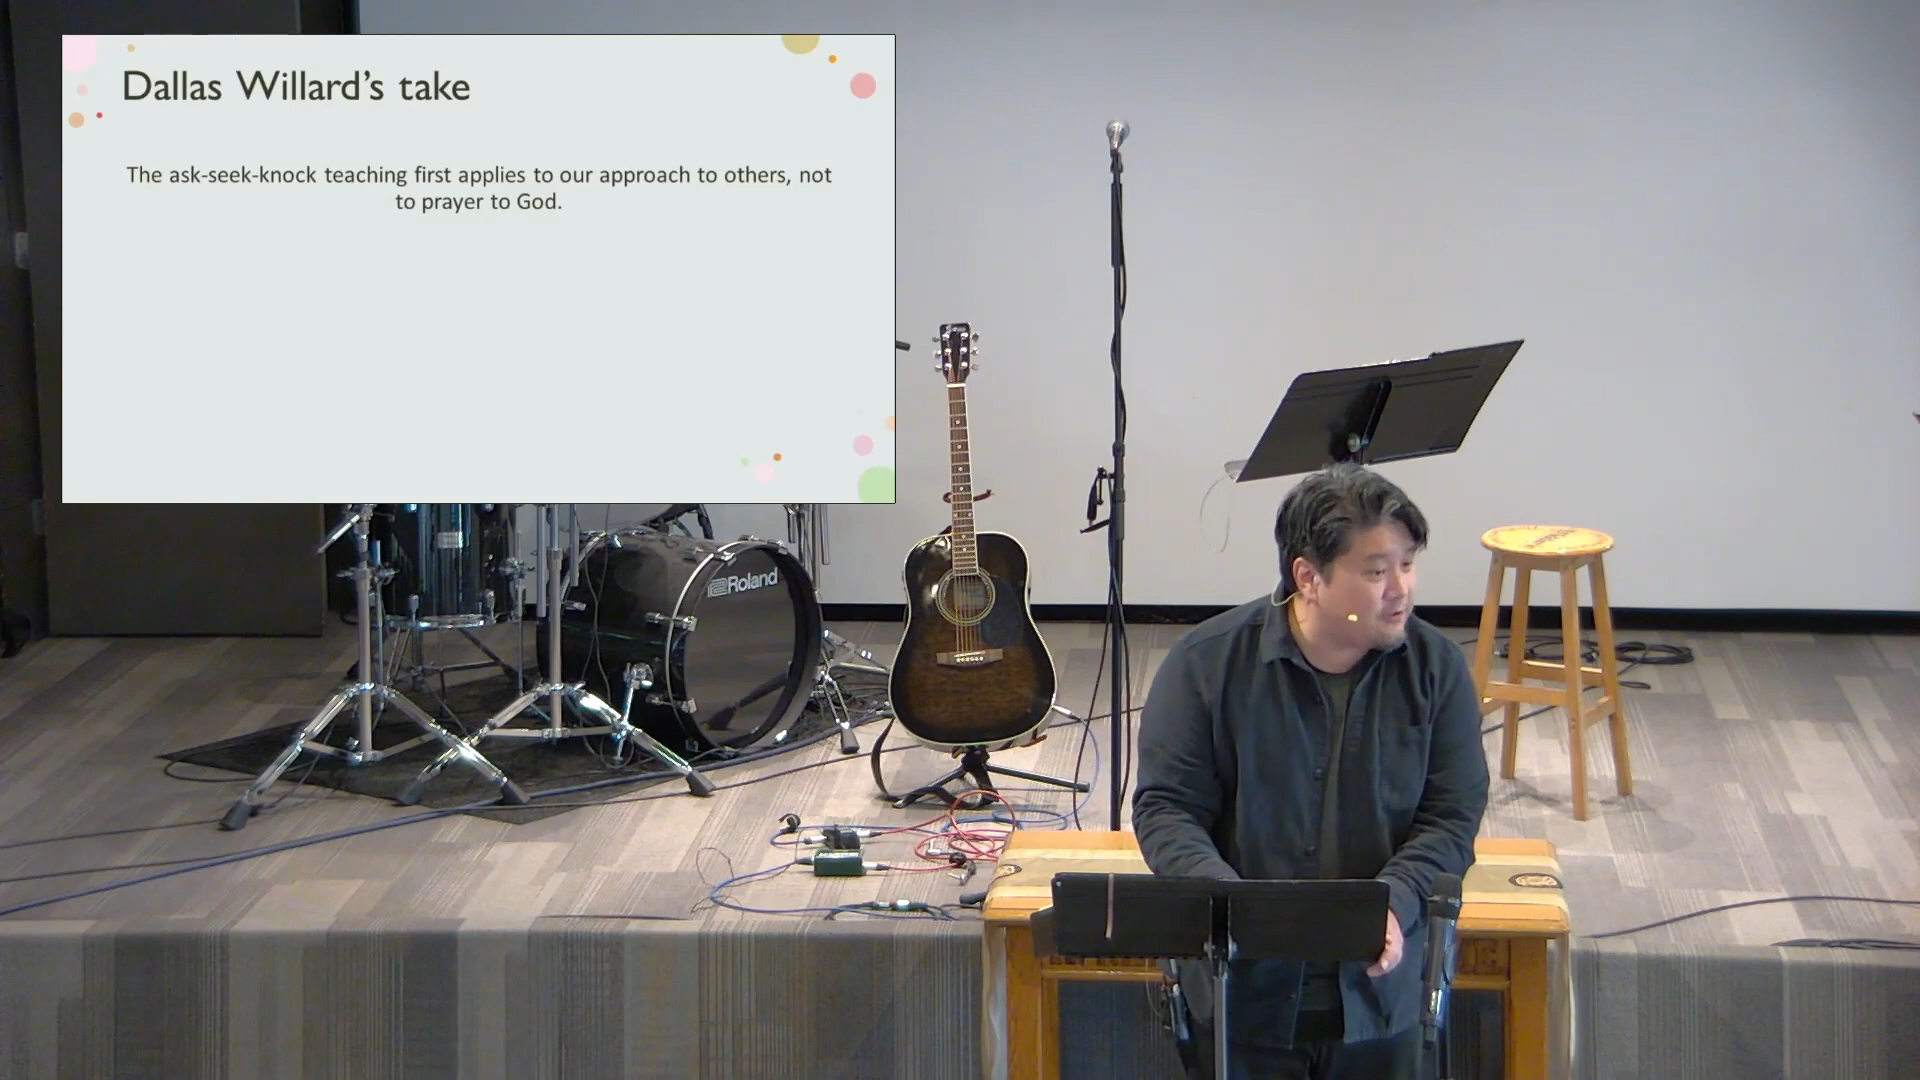 Dallas Willard's take
The ask-seek-knock teaching first applies to our approach to others, not
to prayer to God.
Roland